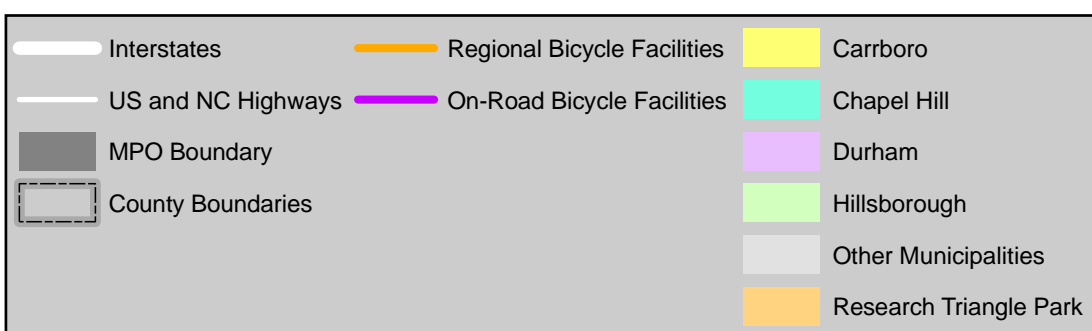 Interstates
US and NC Highways
MPO Boundary
County Boundaries
Regional Bicycle Facilities
On-Road Bicycle Facilities
Carrboro
Chapel Hill
Durham
Hillsborough
Other Municipalities
Research Triangle Park